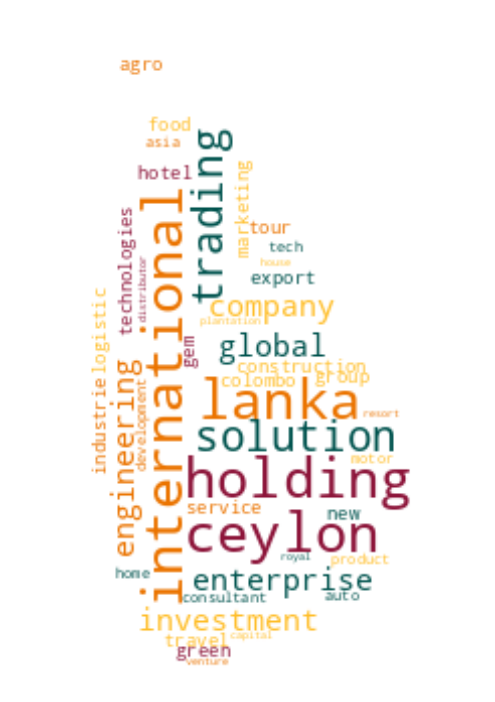 agro
food
asia
trading
hotel
marketing
international
technologies
tour
tech
distributor
house
export
logistic
company
plantation
global
gem
construction
engineering
colombo
group
industrie
development
lanka
resort
solution
motor
holding
service
new
ceylon
royal
product
home
enterprise
consultant
auto
investment
travel
capital
green
venture